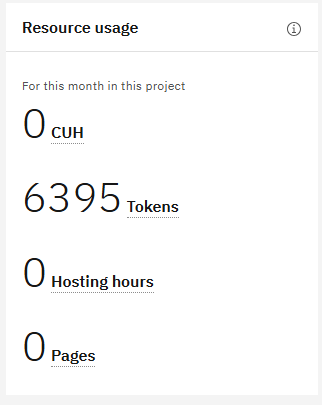 Resource usage
For this month in this project
0 CUH
6395 Tokens
0 Hosting hours
0 Pages